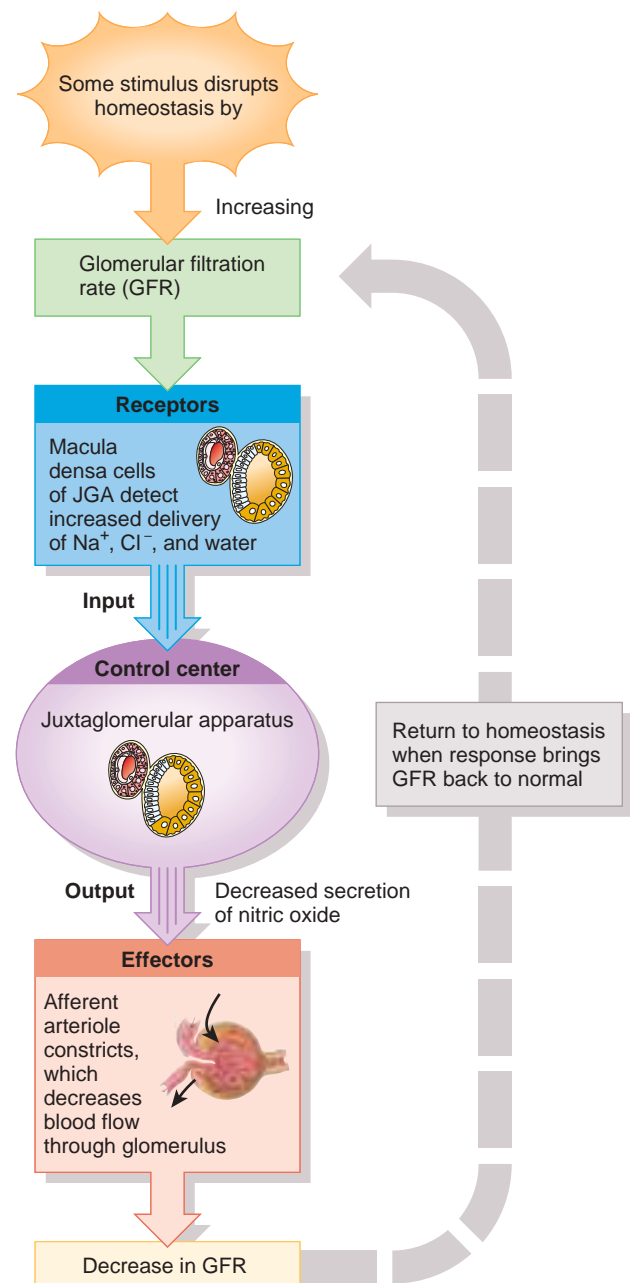 Some stimulus disrupts
homeostasis by
Increasing
Glomerular filtration
rate (GFR)
Receptors
Macula
densa cells
of JGA detect
increased delivery
of Na⁺, Cl⁻, and water
Input
Control center
Juxtaglomerular apparatus
Return to homeostasis
when response brings
GFR back to normal
Output
Decreased secretion
of nitric oxide
Effectors
Afferent
arteriole
constricts,
which
decreases
blood flow
through glomerulus
Decrease in GFR